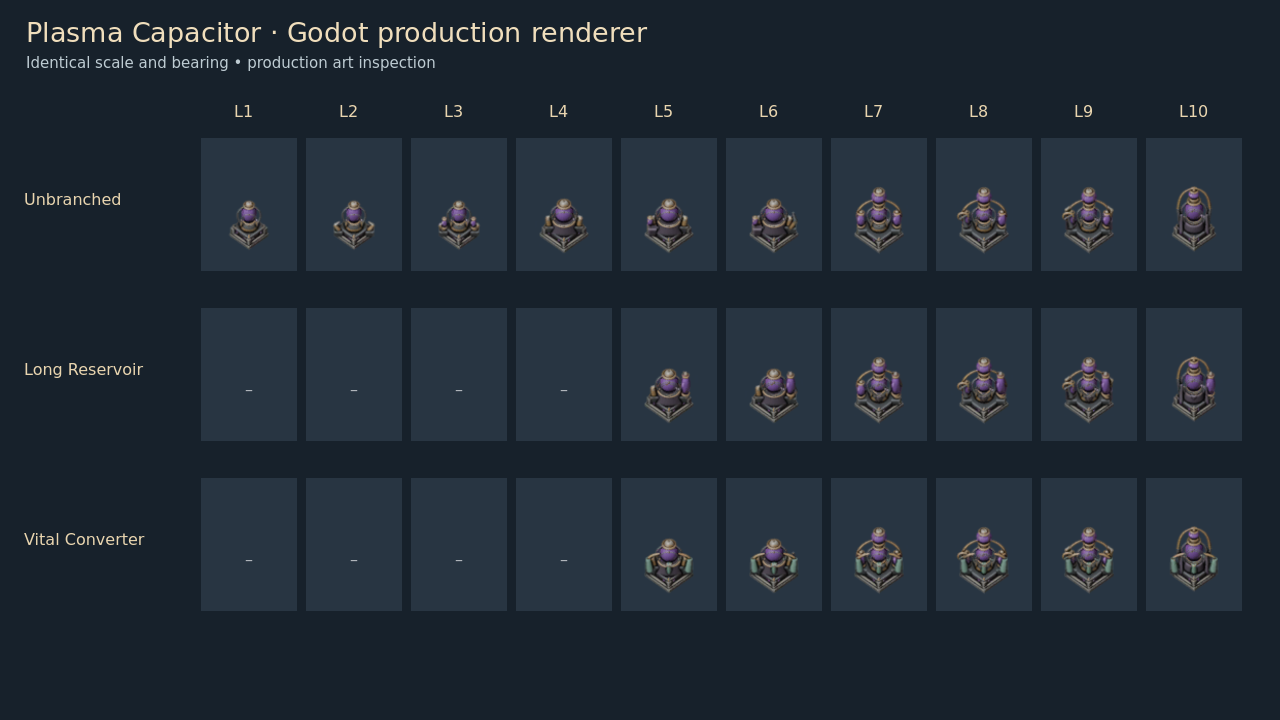 Plasma Capacitor · Godot production renderer
Identical scale and bearing • production art inspection
L1 L2 L3 L4 L5 L6 L7 L8 L9 L10
Unbranched
Long Reservoir
– – – –
Vital Converter
– – – –